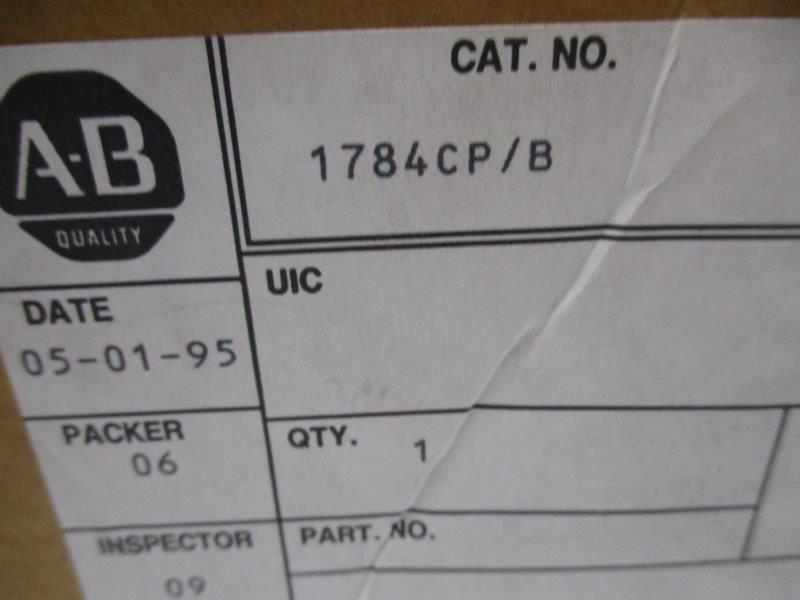 A-B
QUALITY
CAT. NO.
1784CP/B
UIC
DATE
05-01-95
PACKER
06
QTY. 1
INSPECTOR
09
PART. NO.